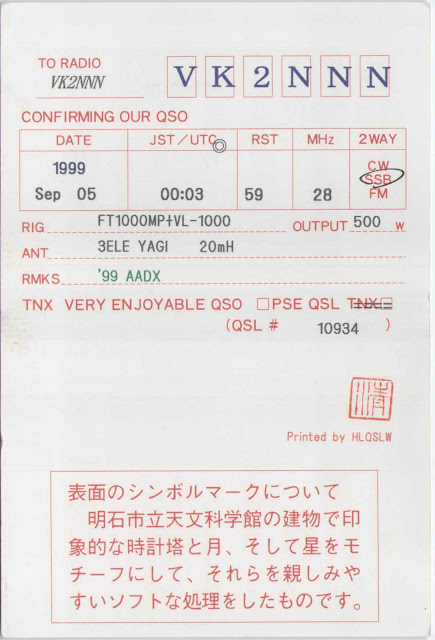 TO RADIO
VK2NNN
VK2NNN
CONFIRMING OUR QSO
DATE JST/UTC RST MHz 2WAY
1999 CW
SSB
Sep 05 00:03 59 28 FM
RIG FT1000MP+VL-1000 OUTPUT 500 W
ANT 3ELE YAGI 20mH
RMKS '99 AADX
TNX VERY ENJOYABLE QSO □PSE QSL TNX□
(QSL # 10934 )
清
Printed by HLQSLW
表面のシンボルマークについて
明石市立天文科学館の建物で印
象的な時計塔と月、そして星をモ
チーフにして、それらを親しみや
すいソフトな処理をしたものです。